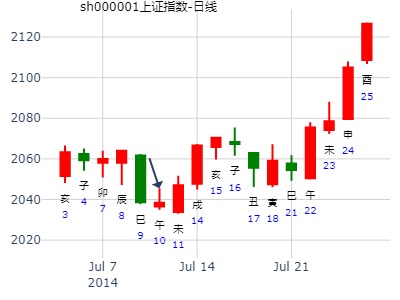 sh000001上证指数-日线
2120
2100
2080
2060
2040
2020
亥
3
子
4
卯
7
辰
8
巳
9
午
10
未
11
戌
14
亥
15
子
16
丑
17
寅
18
巳
21
午
22
未
23
申
24
酉
25
Jul 7
2014
Jul 14
Jul 21